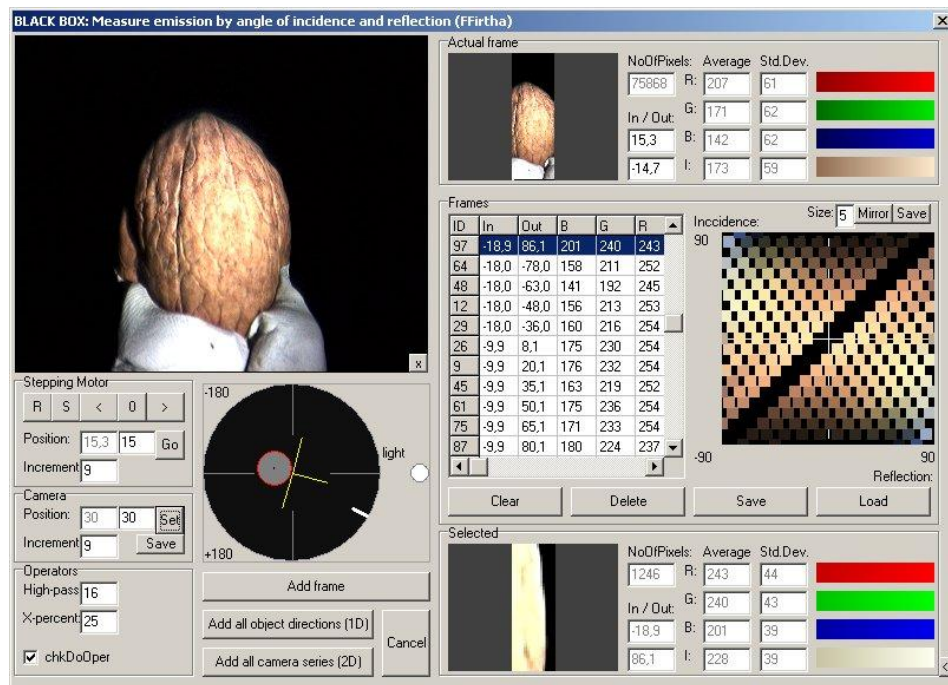 BLACK BOX: Measure emission by angle of incidence and reflection (FFirtha)
x
Stepping Motor
R S < 0 >
Position: 15,3 15 Go
Increment 9
Camera
Position: 30 30 Set
Increment 9 Save
Operators
High-pass 16
X-percent: 25
chkDoOper
-180
light
+180
Add frame
Add all object directions (1D)
Add all camera series (2D)
Cancel
Actual frame
NoOfPixels: Average Std.Dev.
75868 R: 207 61
G: 171 62
In / Out:
15,3 B: 142 62
-14,7 I: 173 59
Frames
ID In Out B G R
97 -18,9 86,1 201 240 243
64 -18,0 -78,0 158 211 252
48 -18,0 -63,0 141 192 245
12 -18,0 -48,0 156 213 253
29 -18,0 -36,0 160 216 254
26 -9,9 8,1 175 230 254
9 -9,9 20,1 176 232 254
45 -9,9 35,1 163 219 252
61 -9,9 50,1 175 236 254
75 -9,9 65,1 171 233 254
87 -9,9 80,1 180 224 237
Inccidence:
Size: 5 Mirror Save
90
-90 90
Reflection:
Clear Delete Save Load
Selected
NoOfPixels: Average Std.Dev.
1246 R: 243 44
G: 240 43
In / Out:
-18,9 B: 201 39
86,1 I: 228 39
<